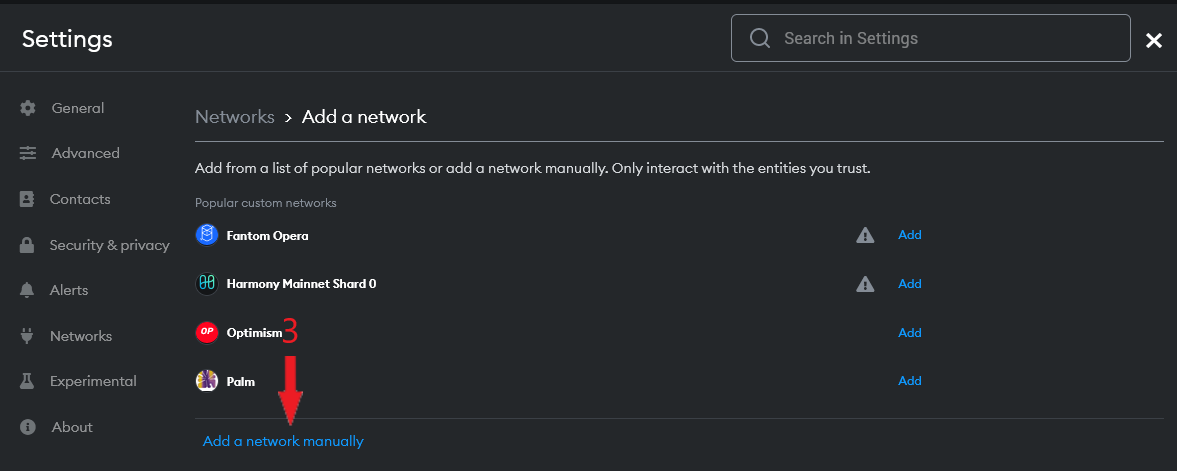 Settings
Search in Settings
General
Advanced
Contacts
Security & privacy
Alerts
Networks
Experimental
About
Networks > Add a network
Add from a list of popular networks or add a network manually. Only interact with the entities you trust.
Popular custom networks
Fantom Opera Add
Harmony Mainnet Shard 0 Add
OP Optimism Add
3
Palm Add
Add a network manually